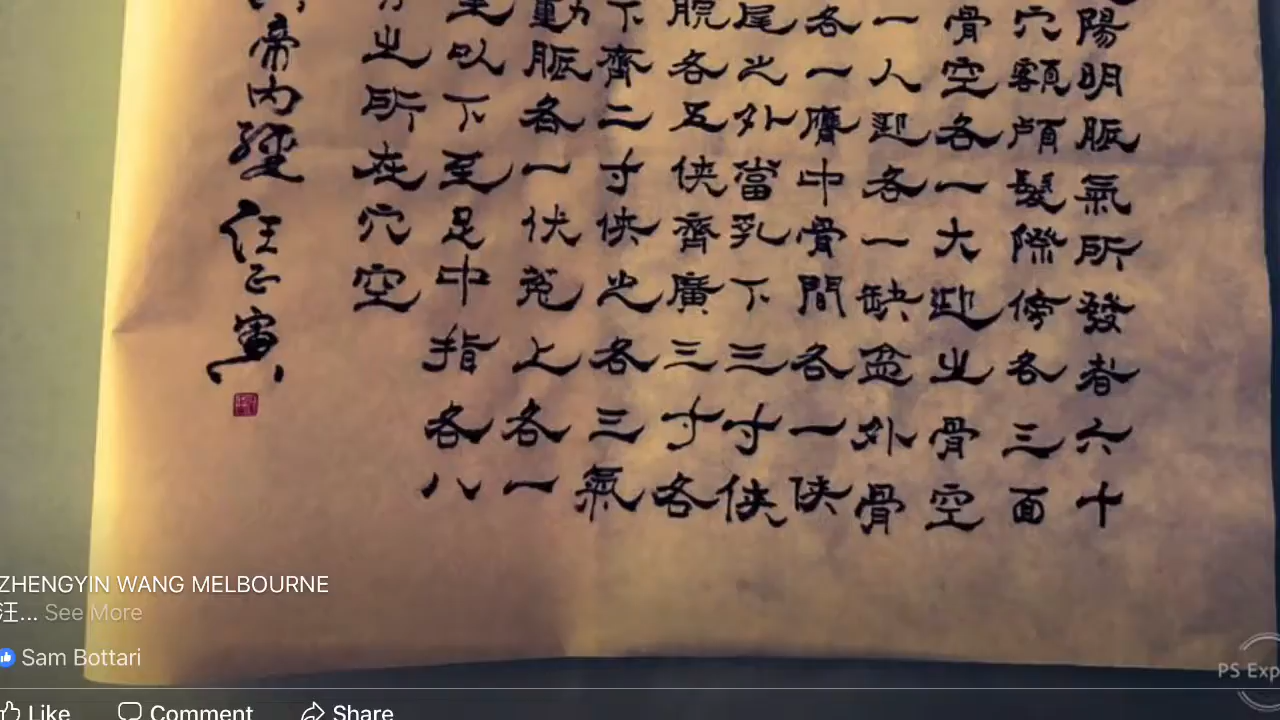 陽明脈氣所發者六十
穴額顱髮際傍各三面
骨空各一大迎之骨空
一人迎各一缺盆外骨
各一膺中骨間各一俠
尾之外當乳下三寸俠
脘各五俠齊廣三寸各
下齊二寸俠之各三氣
動脈各一伏菟上各一
里以下至足中指各八
分之所在穴空
帝內經 汪正寅
ZHENGYIN WANG MELBOURNE
汪... See More
Sam Bottari
Like Comment Share
PS Exp